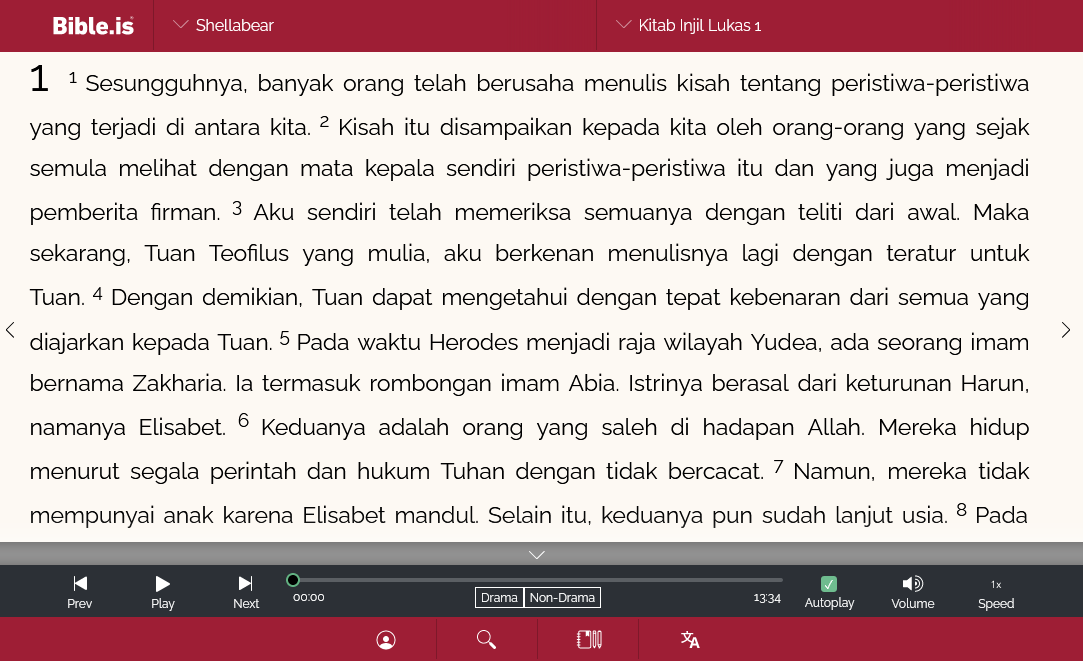 Bible.is
Shellabear
Kitab Injil Lukas 1
1 1 Sesungguhnya, banyak orang telah berusaha menulis kisah tentang peristiwa-peristiwa
yang terjadi di antara kita. 2 Kisah itu disampaikan kepada kita oleh orang-orang yang sejak
semula melihat dengan mata kepala sendiri peristiwa-peristiwa itu dan yang juga menjadi
pemberita firman. 3 Aku sendiri telah memeriksa semuanya dengan teliti dari awal. Maka
sekarang, Tuan Teofilus yang mulia, aku berkenan menulisnya lagi dengan teratur untuk
Tuan. 4 Dengan demikian, Tuan dapat mengetahui dengan tepat kebenaran dari semua yang
diajarkan kepada Tuan. 5 Pada waktu Herodes menjadi raja wilayah Yudea, ada seorang imam
bernama Zakharia. Ia termasuk rombongan imam Abia. Istrinya berasal dari keturunan Harun,
namanya Elisabet. 6 Keduanya adalah orang yang saleh di hadapan Allah. Mereka hidup
menurut segala perintah dan hukum Tuhan dengan tidak bercacat. 7 Namun, mereka tidak
mempunyai anak karena Elisabet mandul. Selain itu, keduanya pun sudah lanjut usia. 8 Pada
Prev
Play
Next
00:00
Drama
Non-Drama
13:34
Autoplay
Volume
1x
Speed